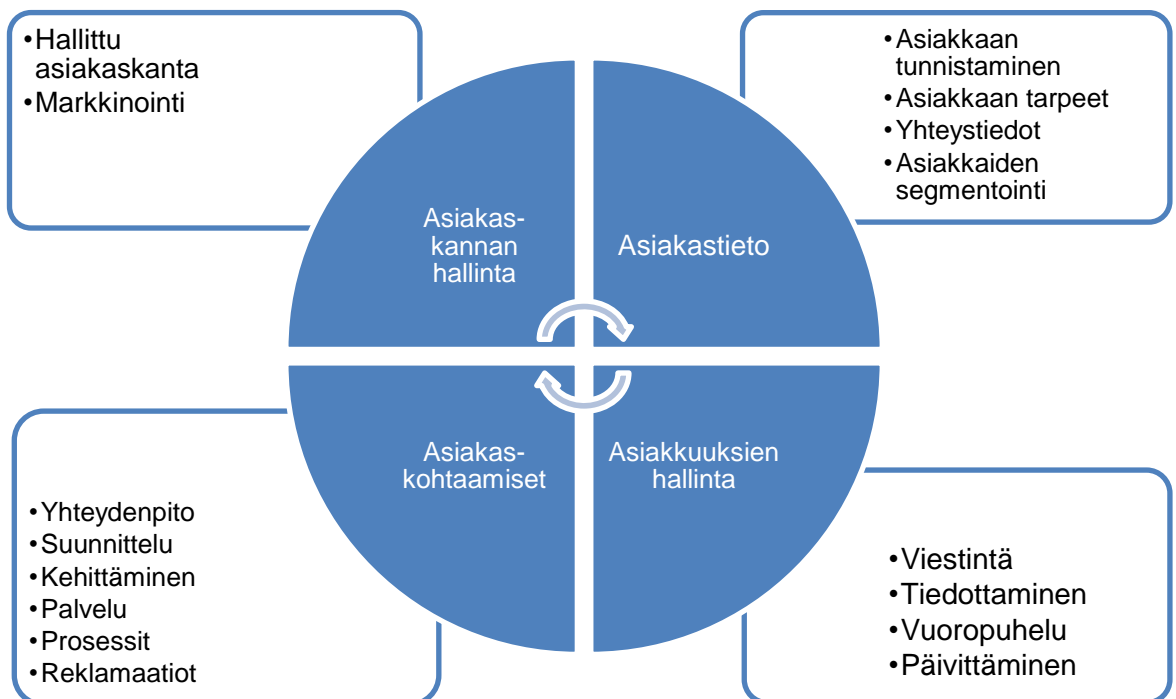 •Hallittu
asiakaskanta
•Markkinointi
•Asiakkaan
tunnistaminen
•Asiakkaan tarpeet
•Yhteystiedot
•Asiakkaiden
segmentointi
Asiakas-
kannan
hallinta
Asiakastieto
Asiakas-
kohtaamiset
Asiakkuuksien
hallinta
•Yhteydenpito
•Suunnittelu
•Kehittäminen
•Palvelu
•Prosessit
•Reklamaatiot
•Viestintä
•Tiedottaminen
•Vuoropuhelu
•Päivittäminen